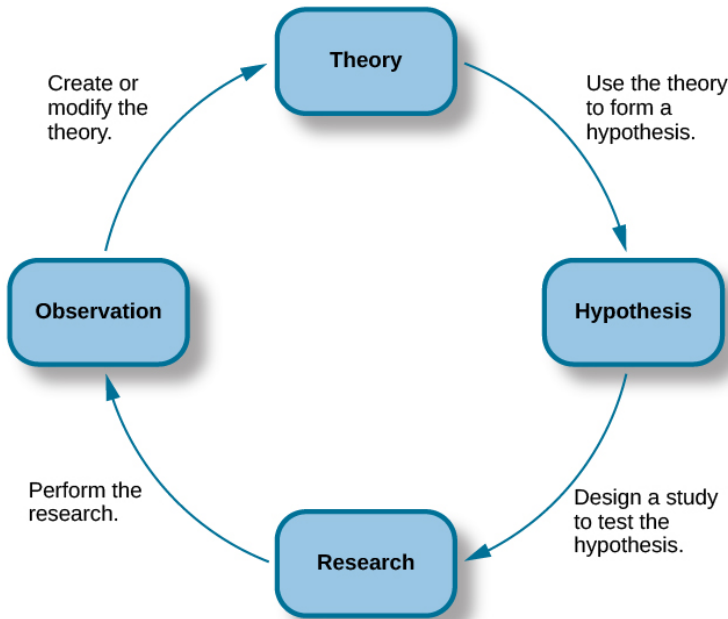 Theory
Create or
modify the
theory.
Use the theory
to form a
hypothesis.
Observation
Hypothesis
Perform the
research.
Design a study
to test the
hypothesis.
Research